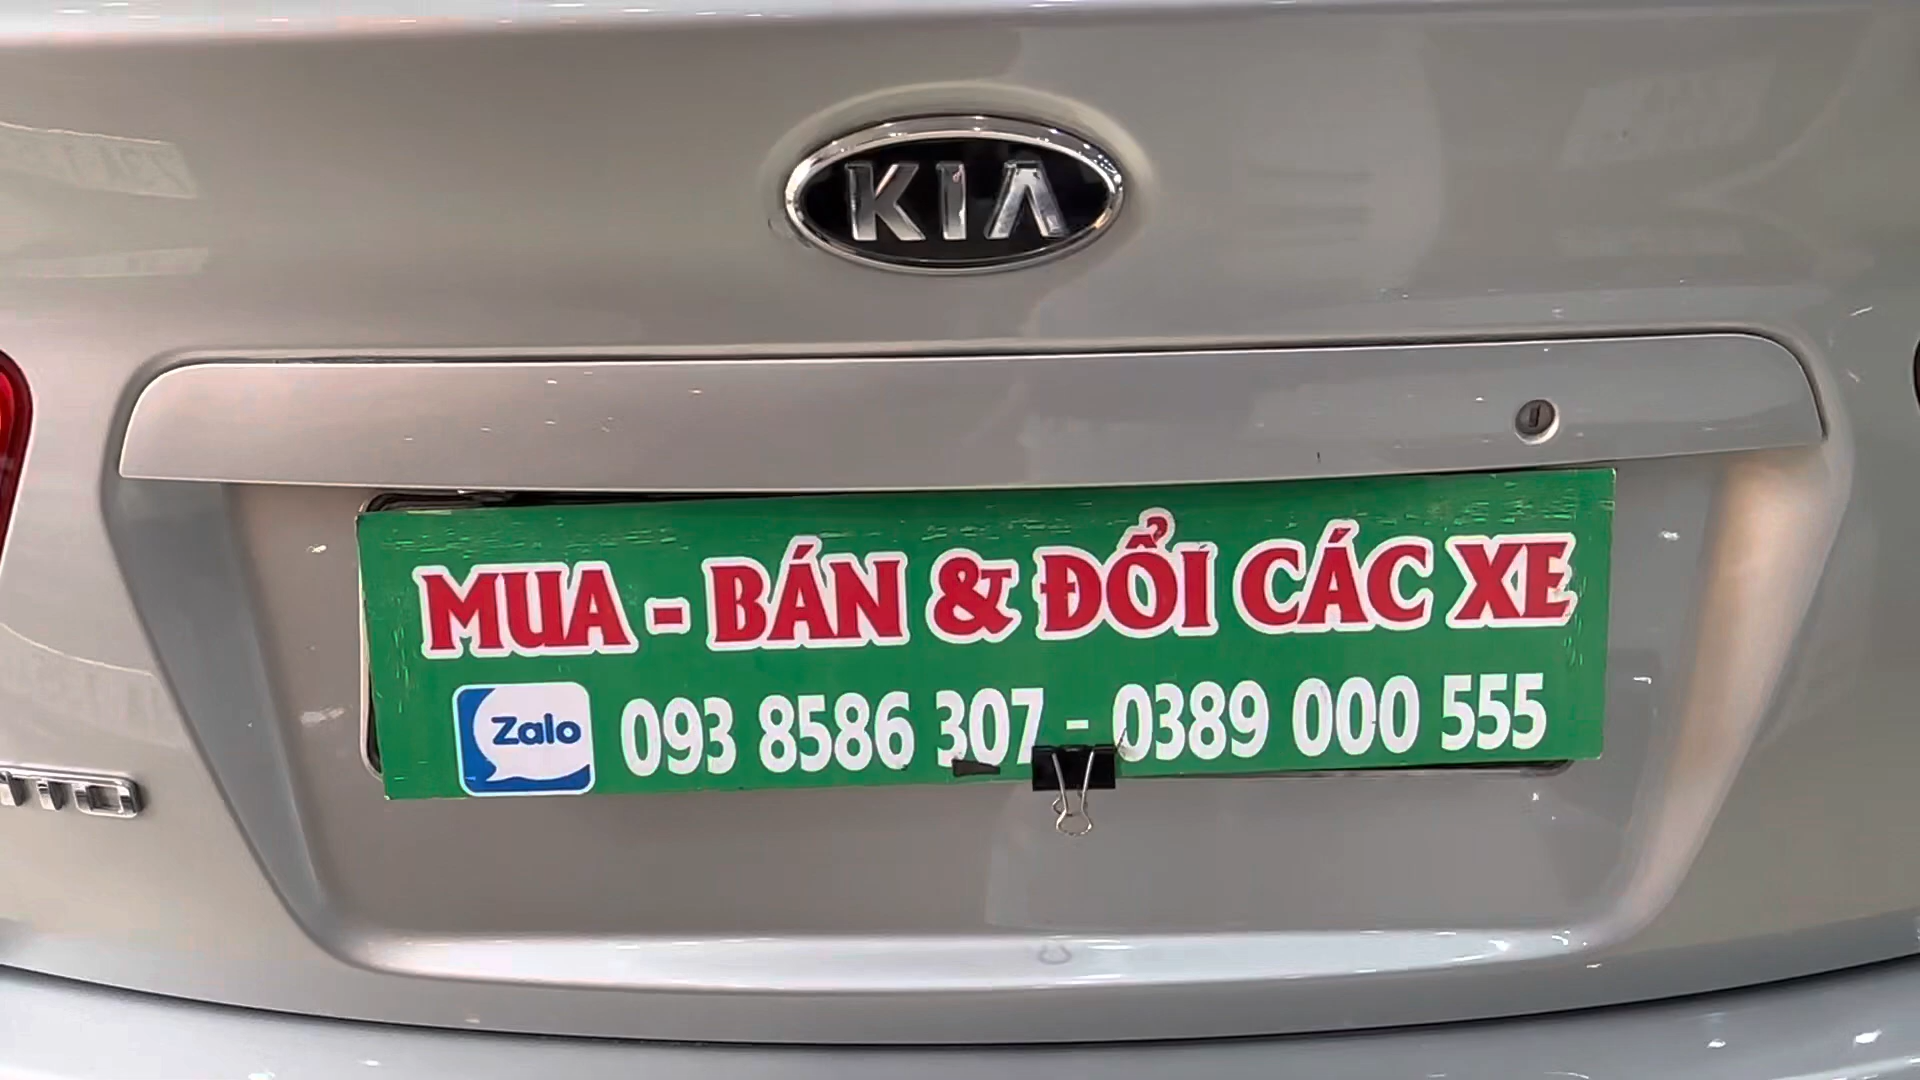 KIA
MUA - BÁN & ĐỔI CÁC XE
Zalo 093 8586 307 - 0389 000 555